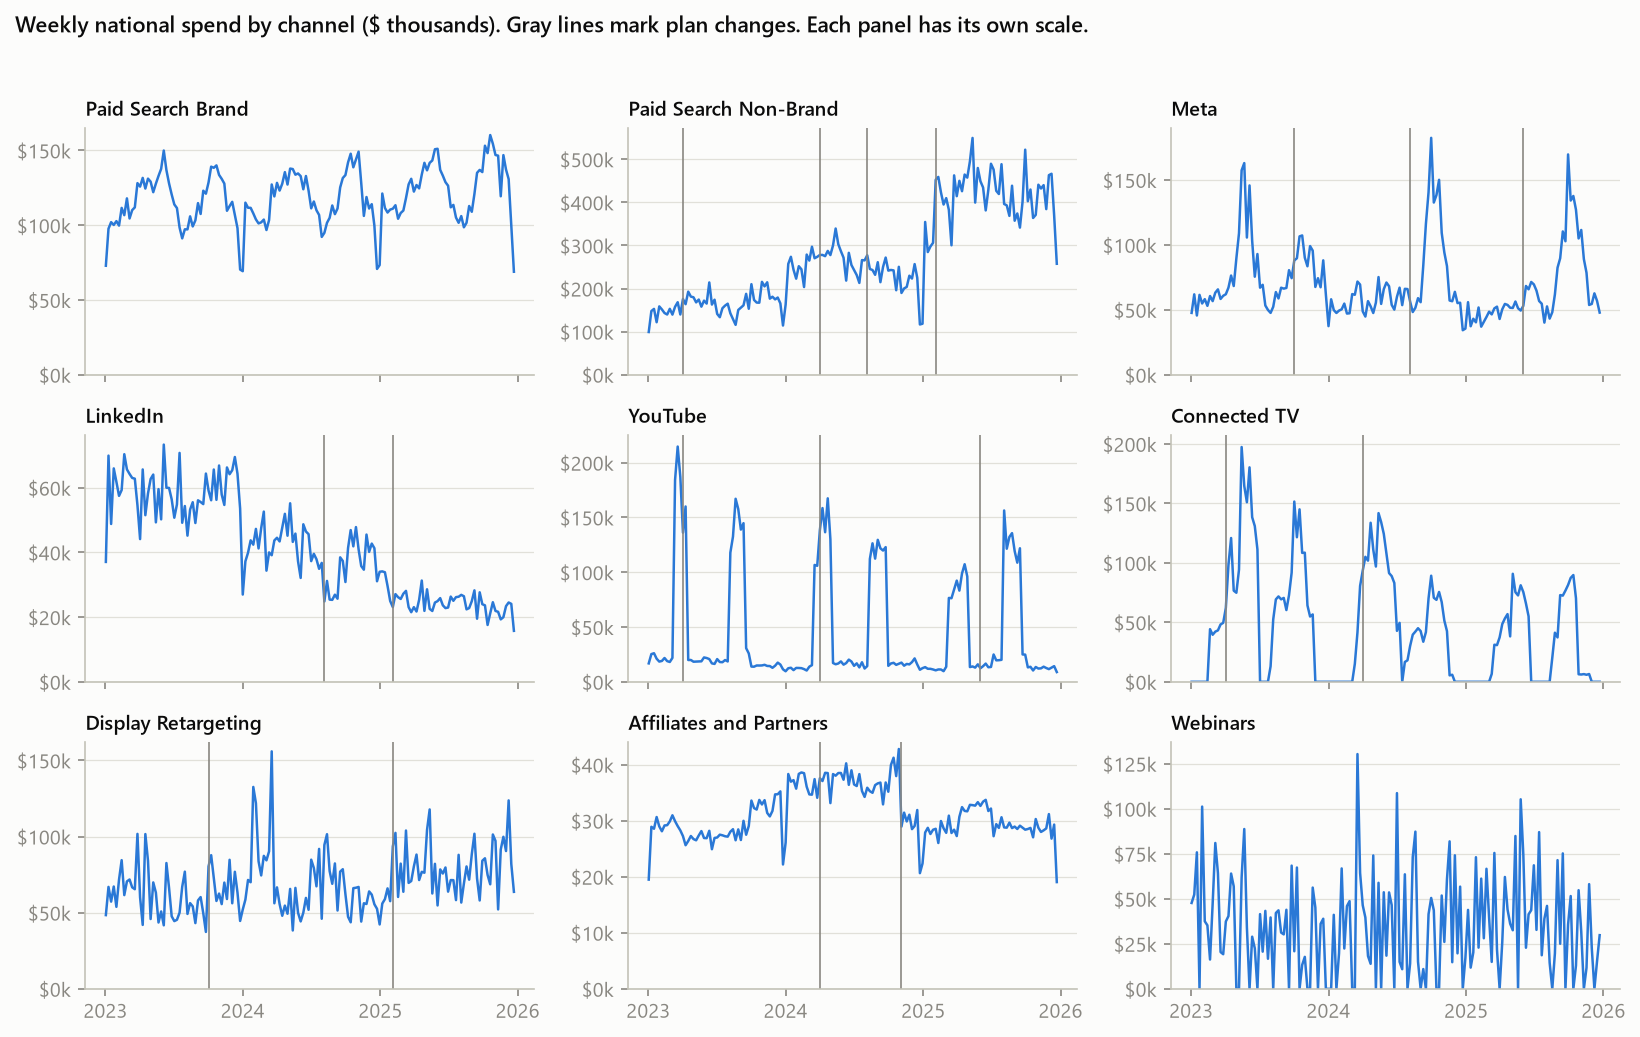 Weekly national spend by channel ($ thousands). Gray lines mark plan changes. Each panel has its own scale.
Paid Search Brand
$150k
$100k
$50k
$0k
Paid Search Non-Brand
$500k
$400k
$300k
$200k
$100k
$0k
Meta
$150k
$100k
$50k
$0k
LinkedIn
$60k
$40k
$20k
$0k
YouTube
$200k
$150k
$100k
$50k
$0k
Connected TV
$200k
$150k
$100k
$50k
$0k
Display Retargeting
$150k
$100k
$50k
$0k
2023 2024 2025 2026
Affiliates and Partners
$40k
$30k
$20k
$10k
$0k
2023 2024 2025 2026
Webinars
$125k
$100k
$75k
$50k
$25k
$0k
2023 2024 2025 2026